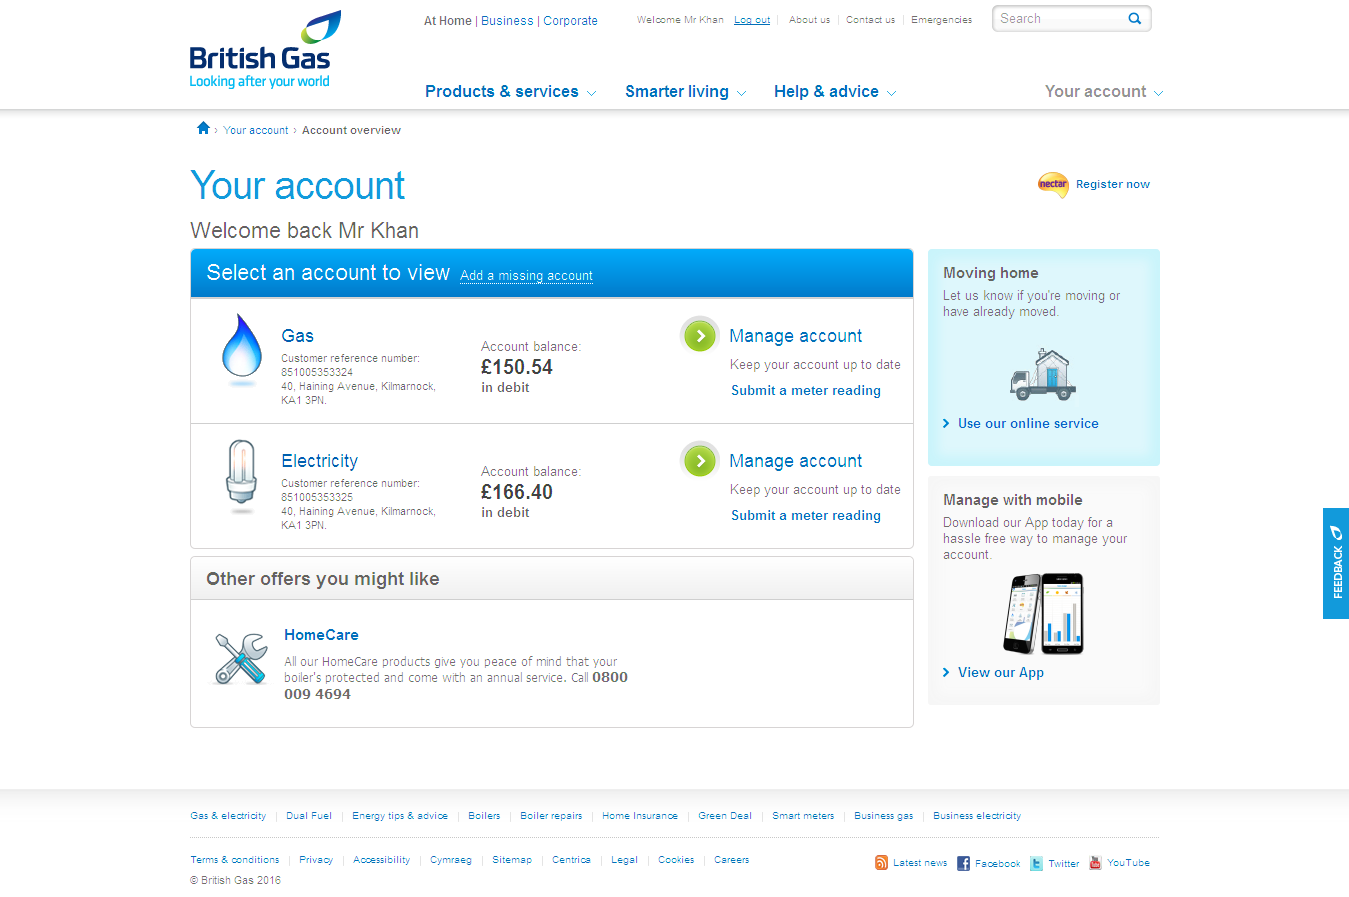 British Gas
Looking after your world
At Home | Business | Corporate
Welcome Mr Khan Log out About us Contact us Emergencies
Search
Products & services Smarter living Help & advice Your account
Your account › Account overview
Your account
nectar Register now
Welcome back Mr Khan
Select an account to view Add a missing account
Gas
Customer reference number:
851005353324
40, Haining Avenue, Kilmarnock,
KA1 3PN.
Account balance:
£150.54
in debit
Manage account
Keep your account up to date
Submit a meter reading
Electricity
Customer reference number:
851005353325
40, Haining Avenue, Kilmarnock,
KA1 3PN.
Account balance:
£166.40
in debit
Manage account
Keep your account up to date
Submit a meter reading
Other offers you might like
HomeCare
All our HomeCare products give you peace of mind that your
boiler's protected and come with an annual service. Call 0800
009 4694
Moving home
Let us know if you're moving or
have already moved.
Use our online service
Manage with mobile
Download our App today for a
hassle free way to manage your
account.
View our App
FEEDBACK
Gas & electricity Dual Fuel Energy tips & advice Boilers Boiler repairs Home Insurance Green Deal Smart meters Business gas Business electricity
Terms & conditions Privacy Accessibility Cymraeg Sitemap Centrica Legal Cookies Careers
Latest news Facebook Twitter YouTube
© British Gas 2016